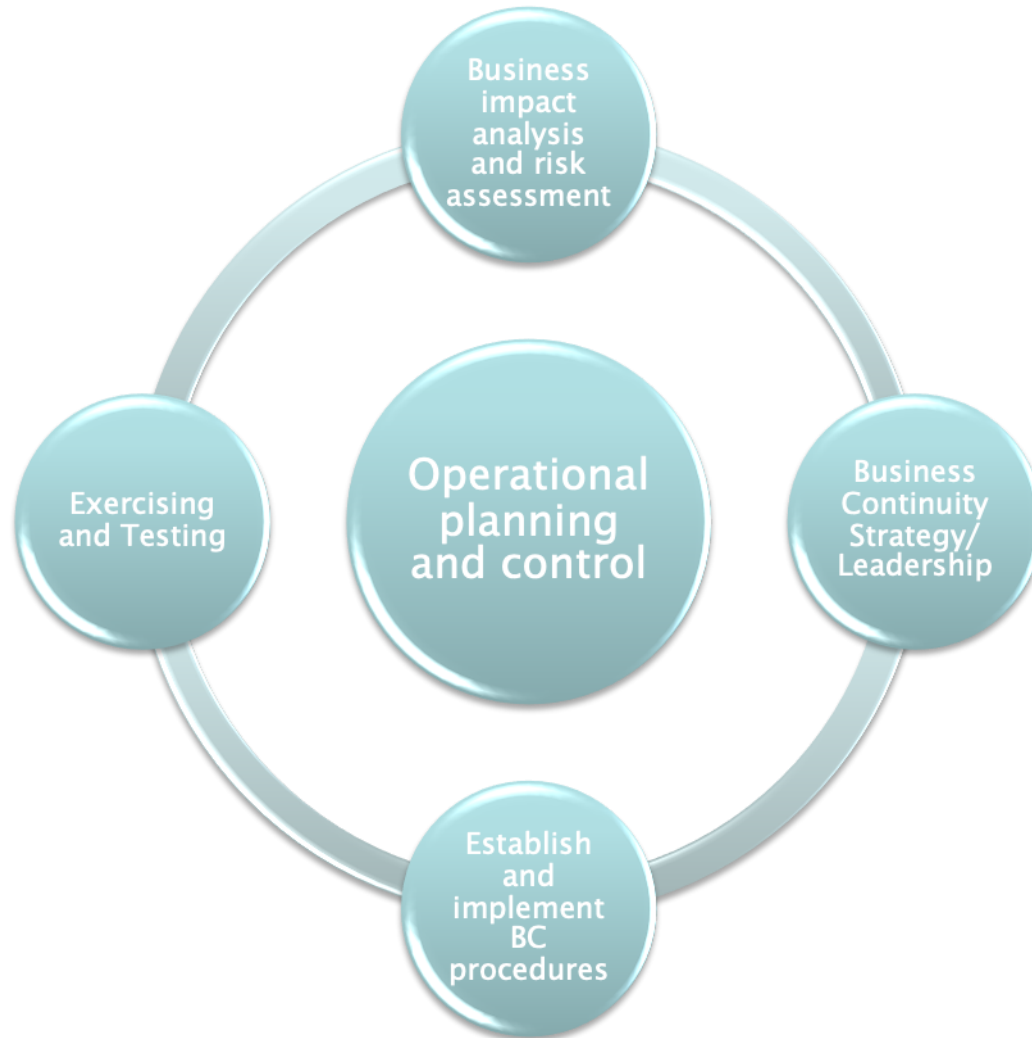 Business
impact
analysis
and risk
assessment
Operational
planning
and control
Business
Continuity
Strategy/
Leadership
Establish
and
implement
BC
procedures
Exercising
and Testing